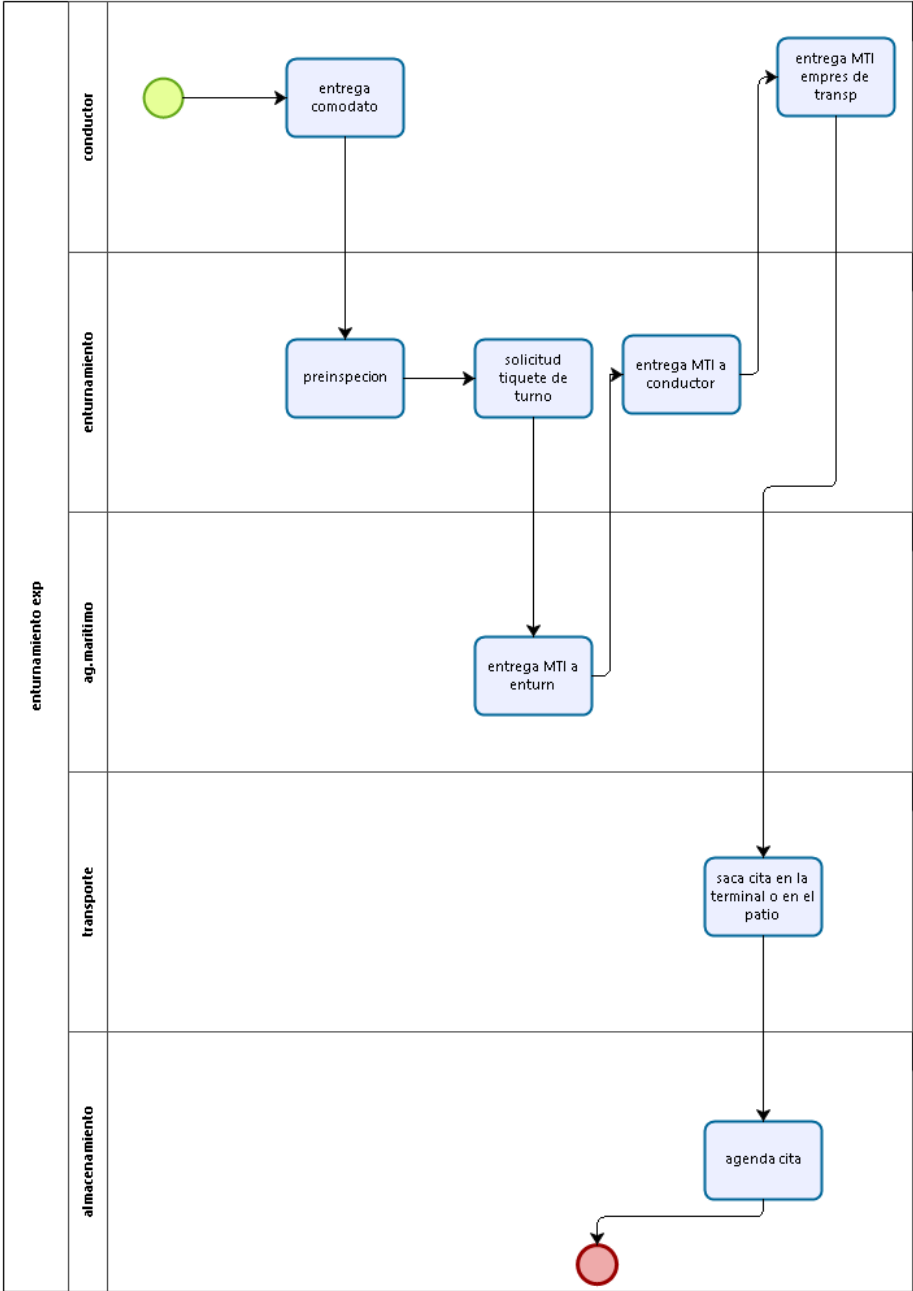 enturnamiento exp
conductor
entrega
comodato
entrega MTI
empres de
transp
enturnamiento
preinspecion
solicitud
tiquete de
turno
entrega MTI a
conductor
ag.maritimo
entrega MTI a
enturn
transporte
saca cita en la
terminal o en el
patio
almacenamiento
agenda cita